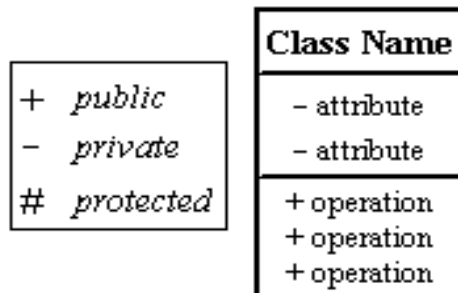 + public
– private
# protected
Class Name
– attribute
– attribute
+ operation
+ operation
+ operation